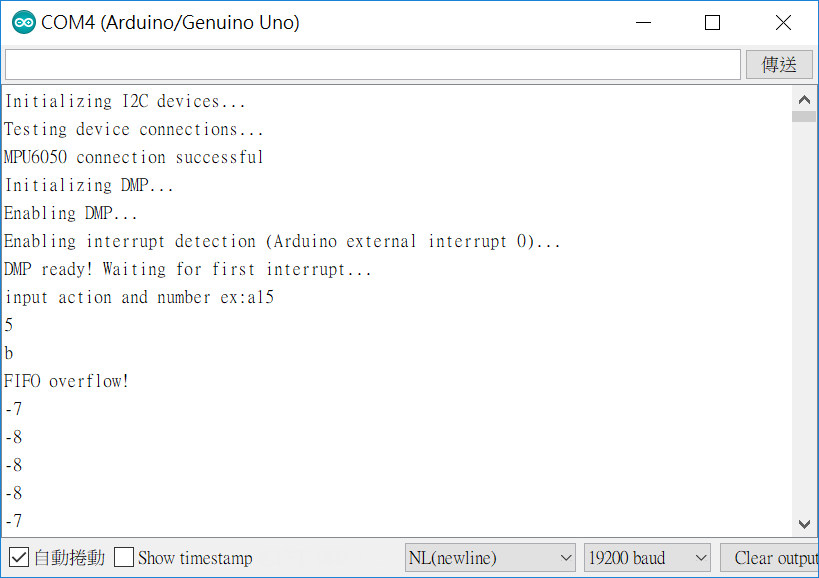 COM4 (Arduino/Genuino Uno)
傳送
Initializing I2C devices...
Testing device connections...
MPU6050 connection successful
Initializing DMP...
Enabling DMP...
Enabling interrupt detection (Arduino external interrupt 0)...
DMP ready! Waiting for first interrupt...
input action and number ex:a15
5
b
FIFO overflow!
-7
-8
-8
-8
-7
自動捲動 Show timestamp NL(newline) 19200 baud Clear output